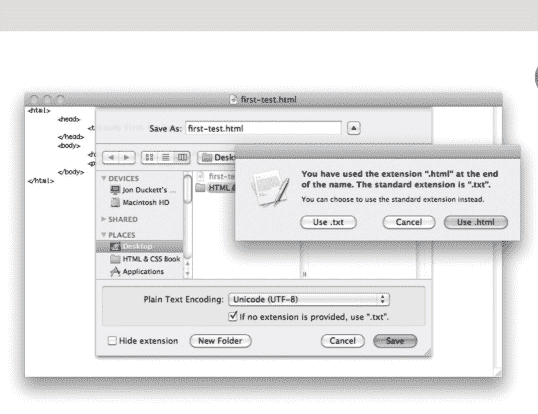 first-test.html
<html>
<head>
<t
</head>
<body>
<h
<p
</body>
</html>
Save As: first-test.html
Desk
DEVICES
Jon Duckett's ...
Macintosh HD
SHARED
PLACES
Desktop
HTML & CSS Book
Applications
first-te
HTML &
You have used the extension ".html" at the end
of the name. The standard extension is ".txt".
You can choose to use the standard extension instead.
Use .txt
Cancel
Use .html
Plain Text Encoding: Unicode (UTF-8)
If no extension is provided, use ".txt".
Hide extension
New Folder
Cancel
Save